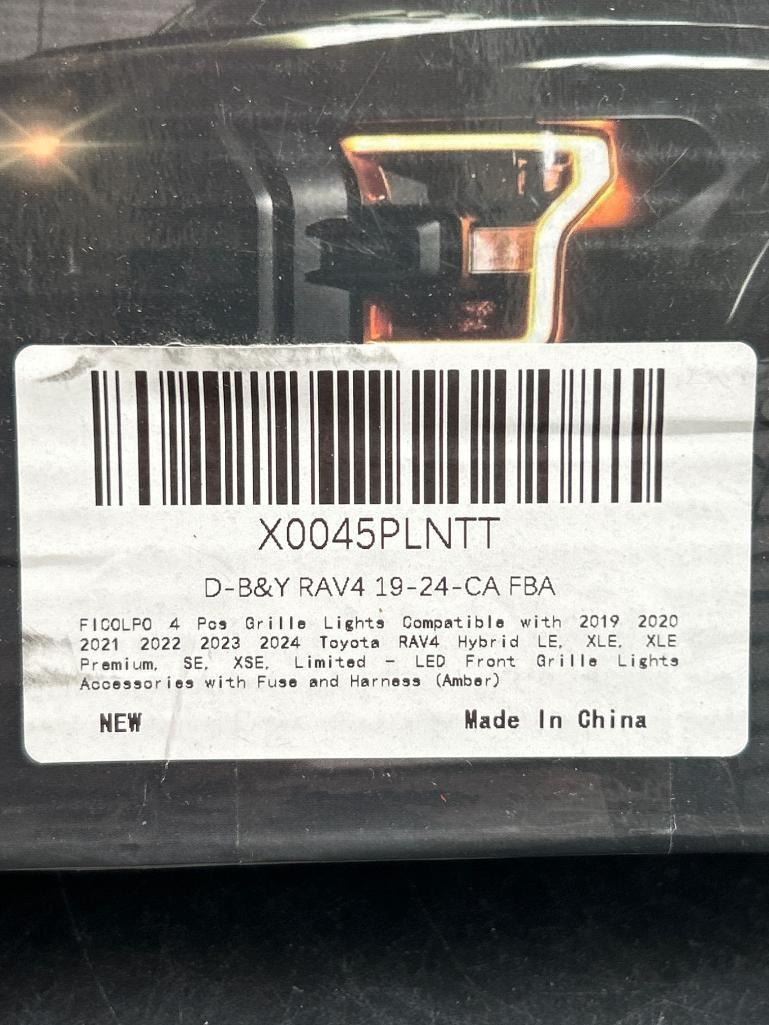 X0045PLNTT
D-B&Y RAV4 19-24-CA FBA
FICOLPO 4 Pcs Grille Lights Compatible with 2019 2020
2021 2022 2023 2024 Toyota RAV4 Hybrid LE, XLE, XLE
Premium, SE, XSE, Limited - LED Front Grille Lights
Accessories with Fuse and Harness (Amber)
NEW Made In China